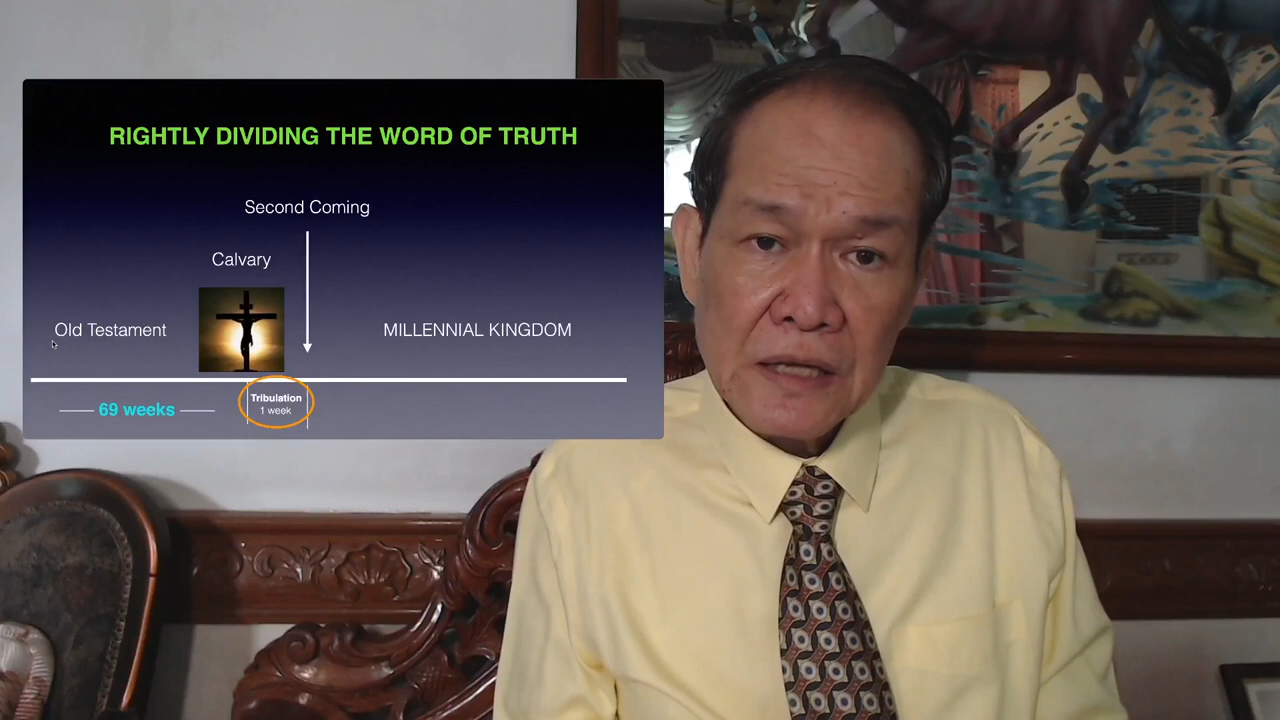 RIGHTLY DIVIDING THE WORD OF TRUTH
Second Coming
Calvary
Old Testament
MILLENNIAL KINGDOM
69 weeks
Tribulation
1 week